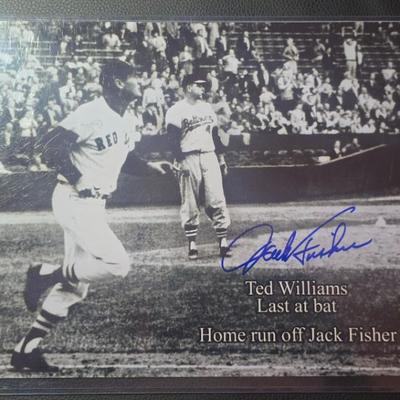 RED
Jack Fisher
Ted Williams
Last at bat
Home run off Jack Fisher